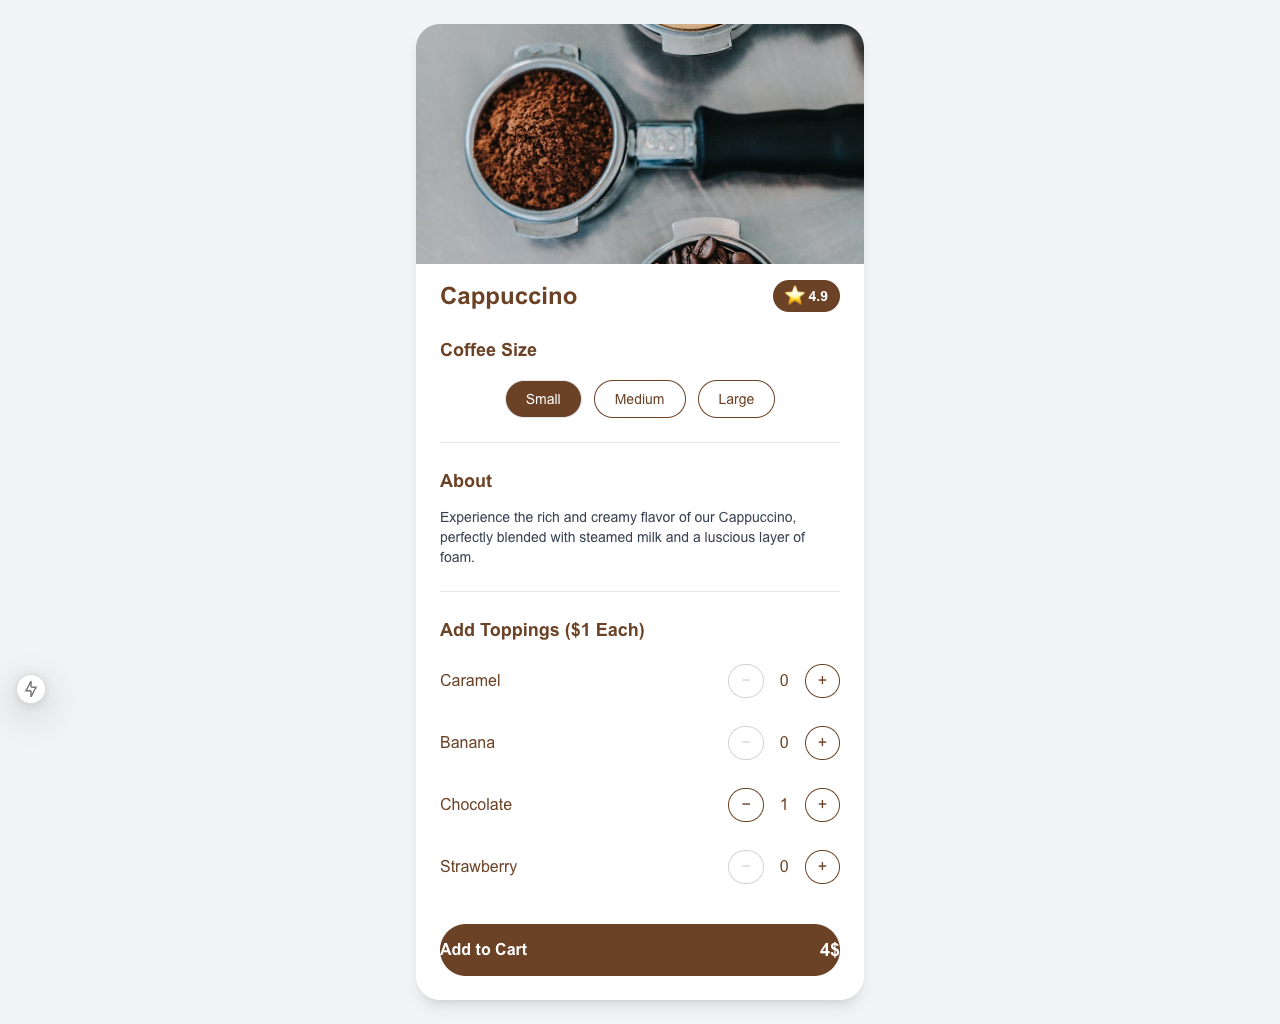 Cappuccino
⭐ 4.9
Coffee Size
Small Medium Large
About
Experience the rich and creamy flavor of our Cappuccino,
perfectly blended with steamed milk and a luscious layer of
foam.
Add Toppings ($1 Each)
Caramel − 0 +
Banana − 0 +
Chocolate − 1 +
Strawberry − 0 +
Add to Cart 4$